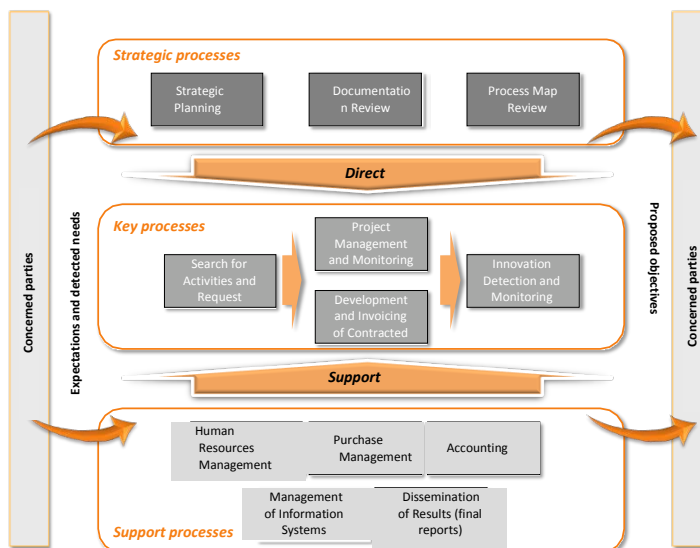 Strategic processes
Strategic
Planning
Documentatio
n Review
Process Map
Review
Direct
Key processes
Search for
Activities and
Request
Project
Management
and Monitoring
Development
and Invoicing
of Contracted
Innovation
Detection and
Monitoring
Support
Human
Resources
Management
Purchase
Management
Accounting
Management
of Information
Systems
Dissemination
of Results (final
reports)
Support processes
Concerned parties
Expectations and detected needs
Proposed objectives
Concerned parties